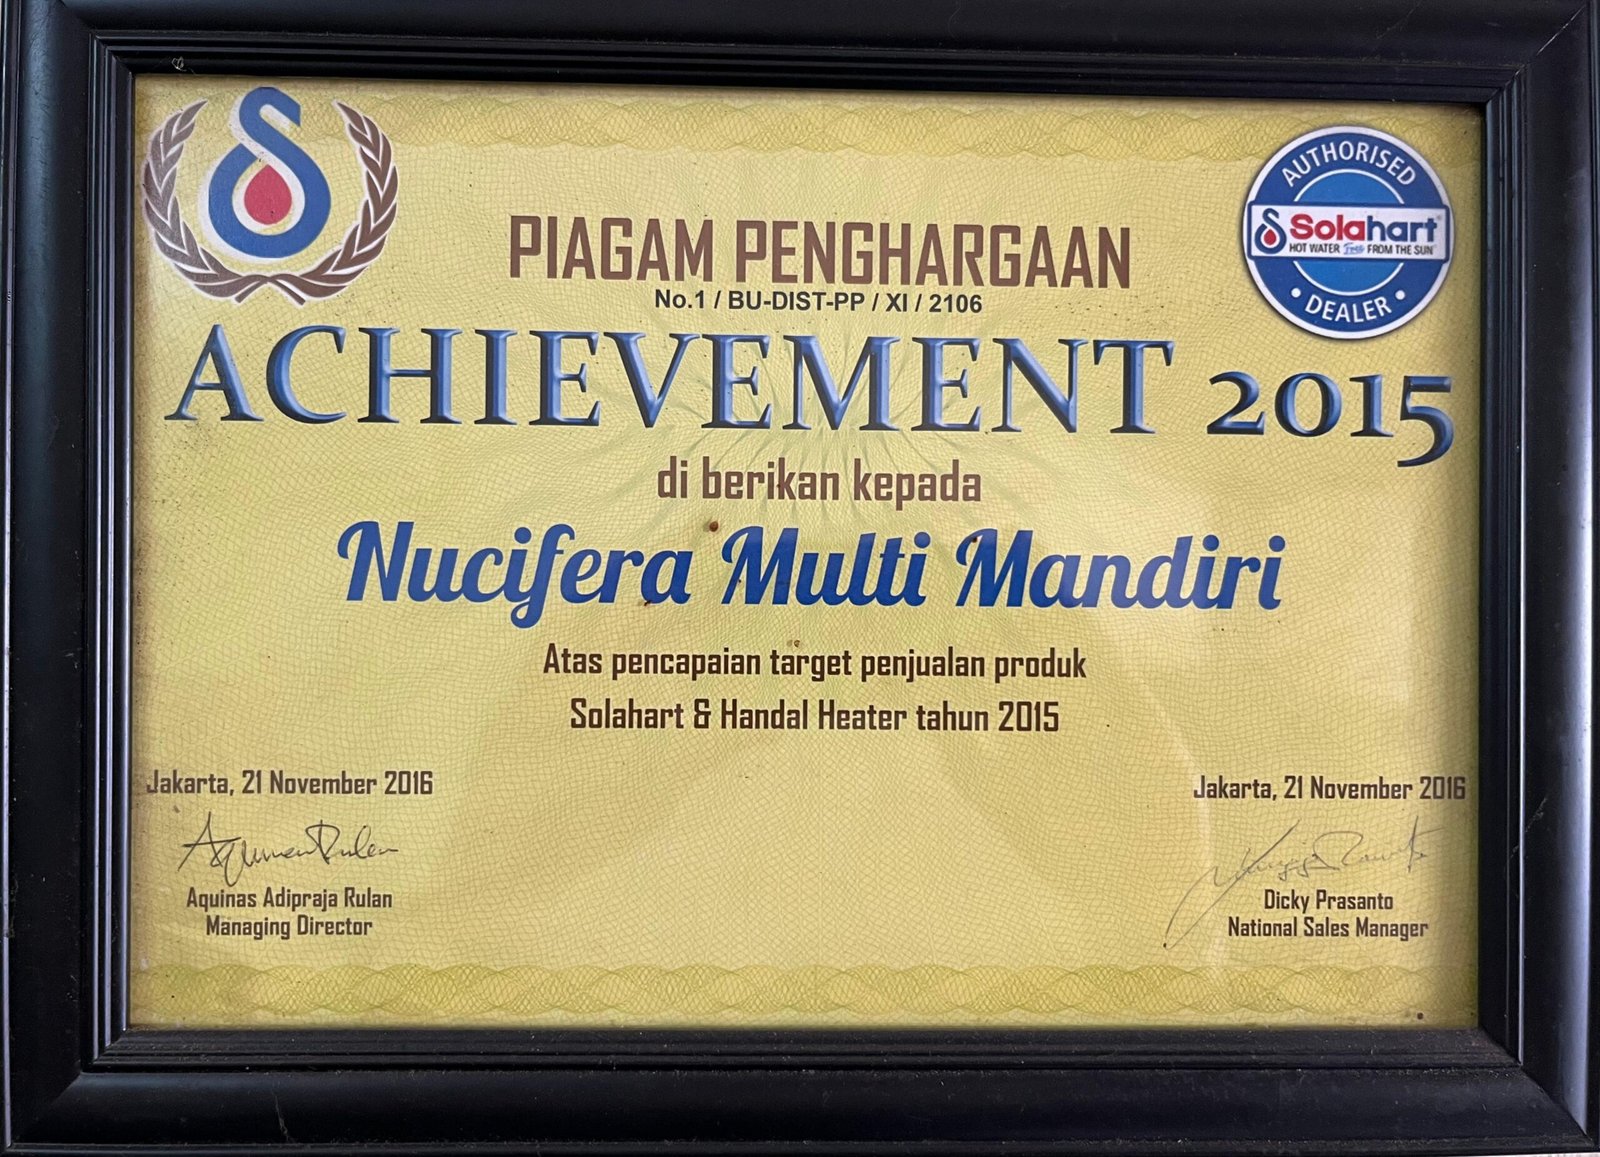 AUTHORISED
Solahart
HOT WATER Free FROM THE SUN
DEALER
PIAGAM PENGHARGAAN
No.1 / BU-DIST-PP / XI / 2106
ACHIEVEMENT 2015
di berikan kepada
Nucifera Multi Mandiri
Atas pencapaian target penjualan produk
Solahart & Handal Heater tahun 2015
Jakarta, 21 November 2016
Aquinas Adipraja Rulan
Managing Director
Jakarta, 21 November 2016
Dicky Prasanto
National Sales Manager